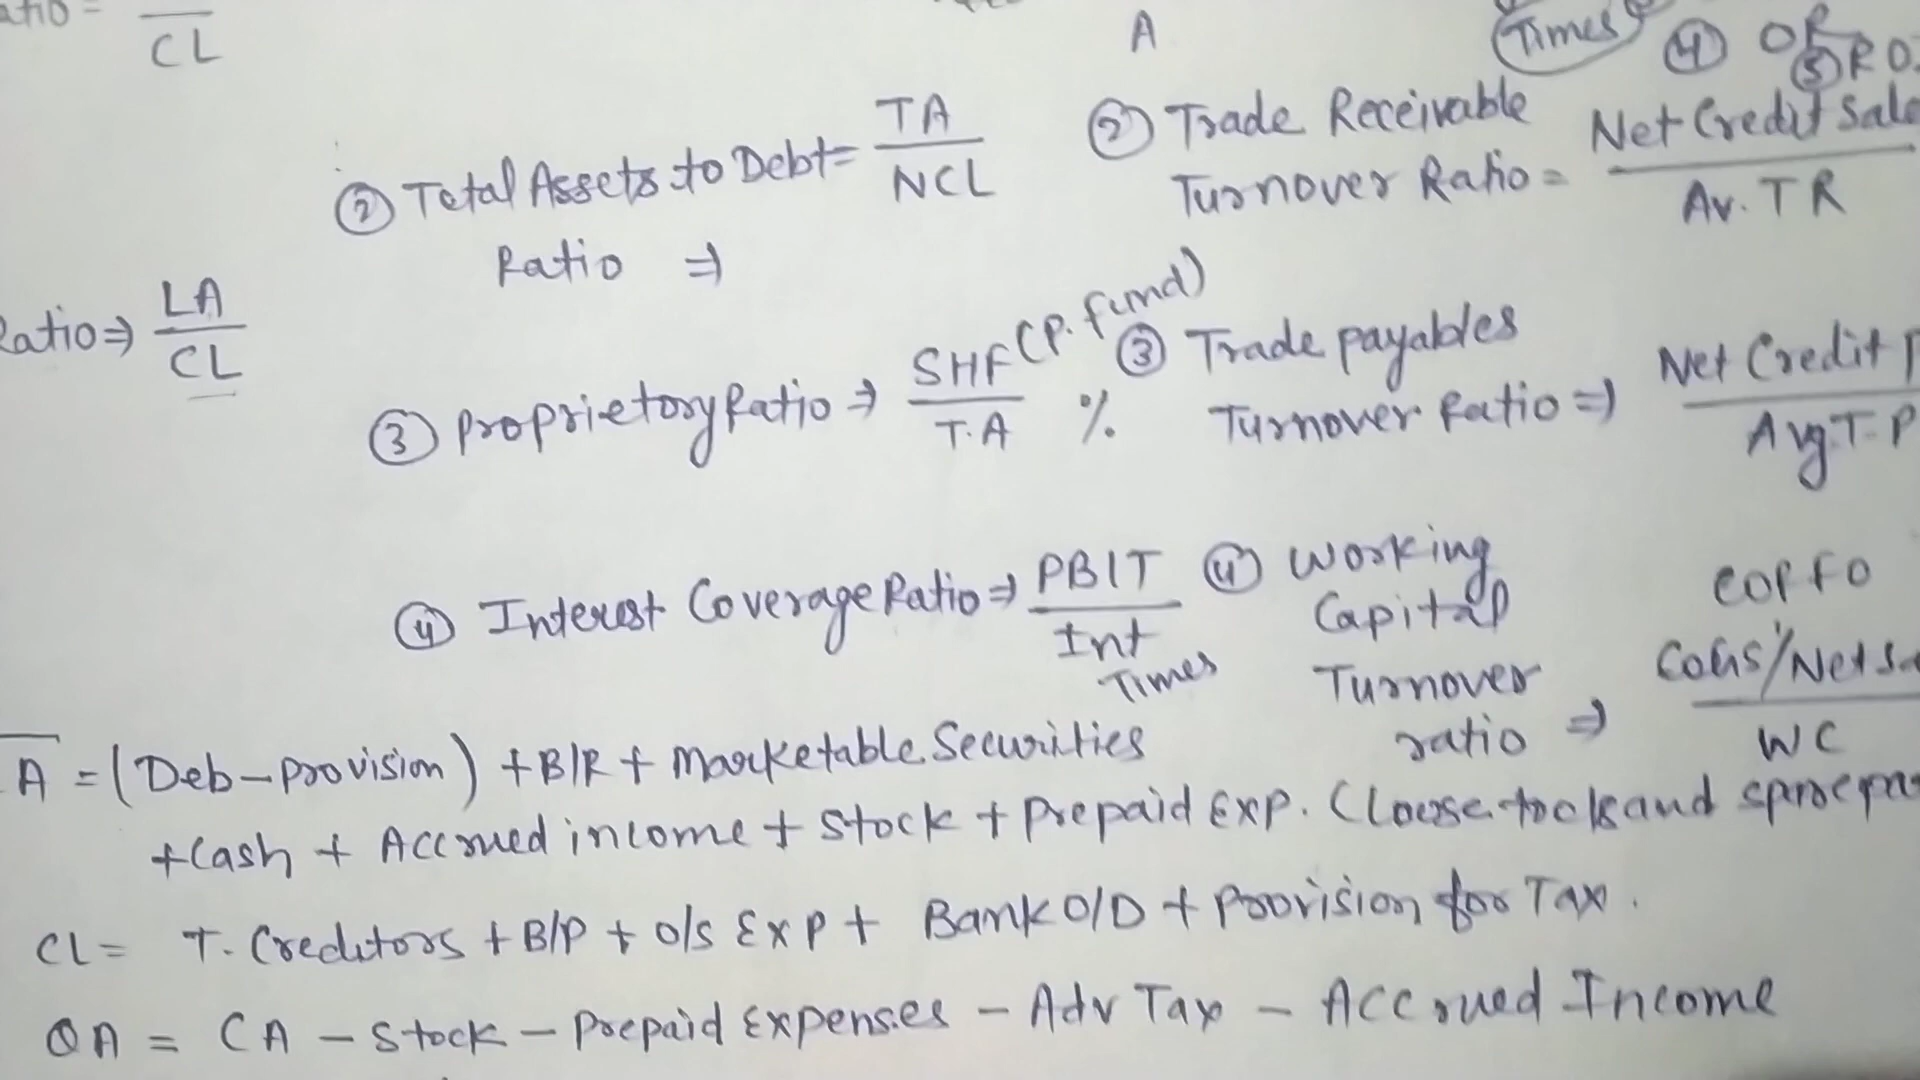 CL
A
Times
④ OR
⑤ RO
② Total Assets to Debt = TA
NCL
Ratio ⇒
② Trade Receivable
Turnover Ratio = Net Credit Sale
Av. TR
Ratio ⇒ LA
CL
③ Proprietory Ratio ⇒ SHF (P. fund)
T.A %
③ Trade payables
Turnover Ratio ⇒ Net Credit P
Avg. T. P
④ Interest Coverage Ratio ⇒ PBIT
Int
Times
④ Working
Capital
Turnover
ratio ⇒
COGS/Net S
WC
A = (Deb - provision) + B/R + Marketable Securities
+ Cash + Accrued income + Stock + Prepaid Exp. (Loose tools and
CL = T. Creditors + B/P + O/S Exp + Bank O/D + Provision for Tax.
QA = CA - Stock - Prepaid Expenses - Adv Tax - Accrued Income